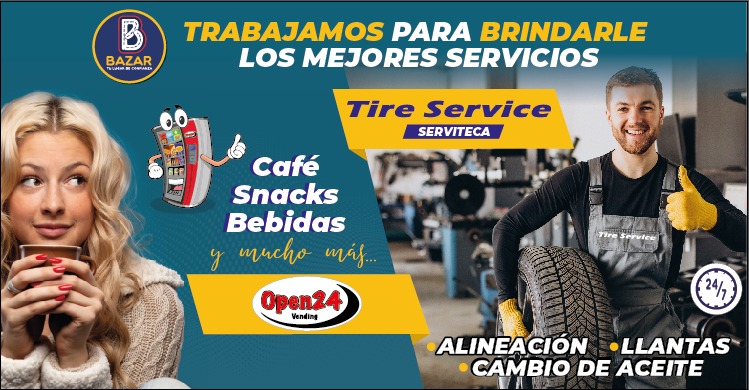 B
BAZAR
TU LUGAR DE CONFIANZA
TRABAJAMOS PARA BRINDARLE
LOS MEJORES SERVICIOS
Tire Service
SERVITECA
Café
Snacks
Bebidas
y mucho más...
Open24
Vending
Tire Service
24/7
•ALINEACIÓN •LLANTAS
•CAMBIO DE ACEITE